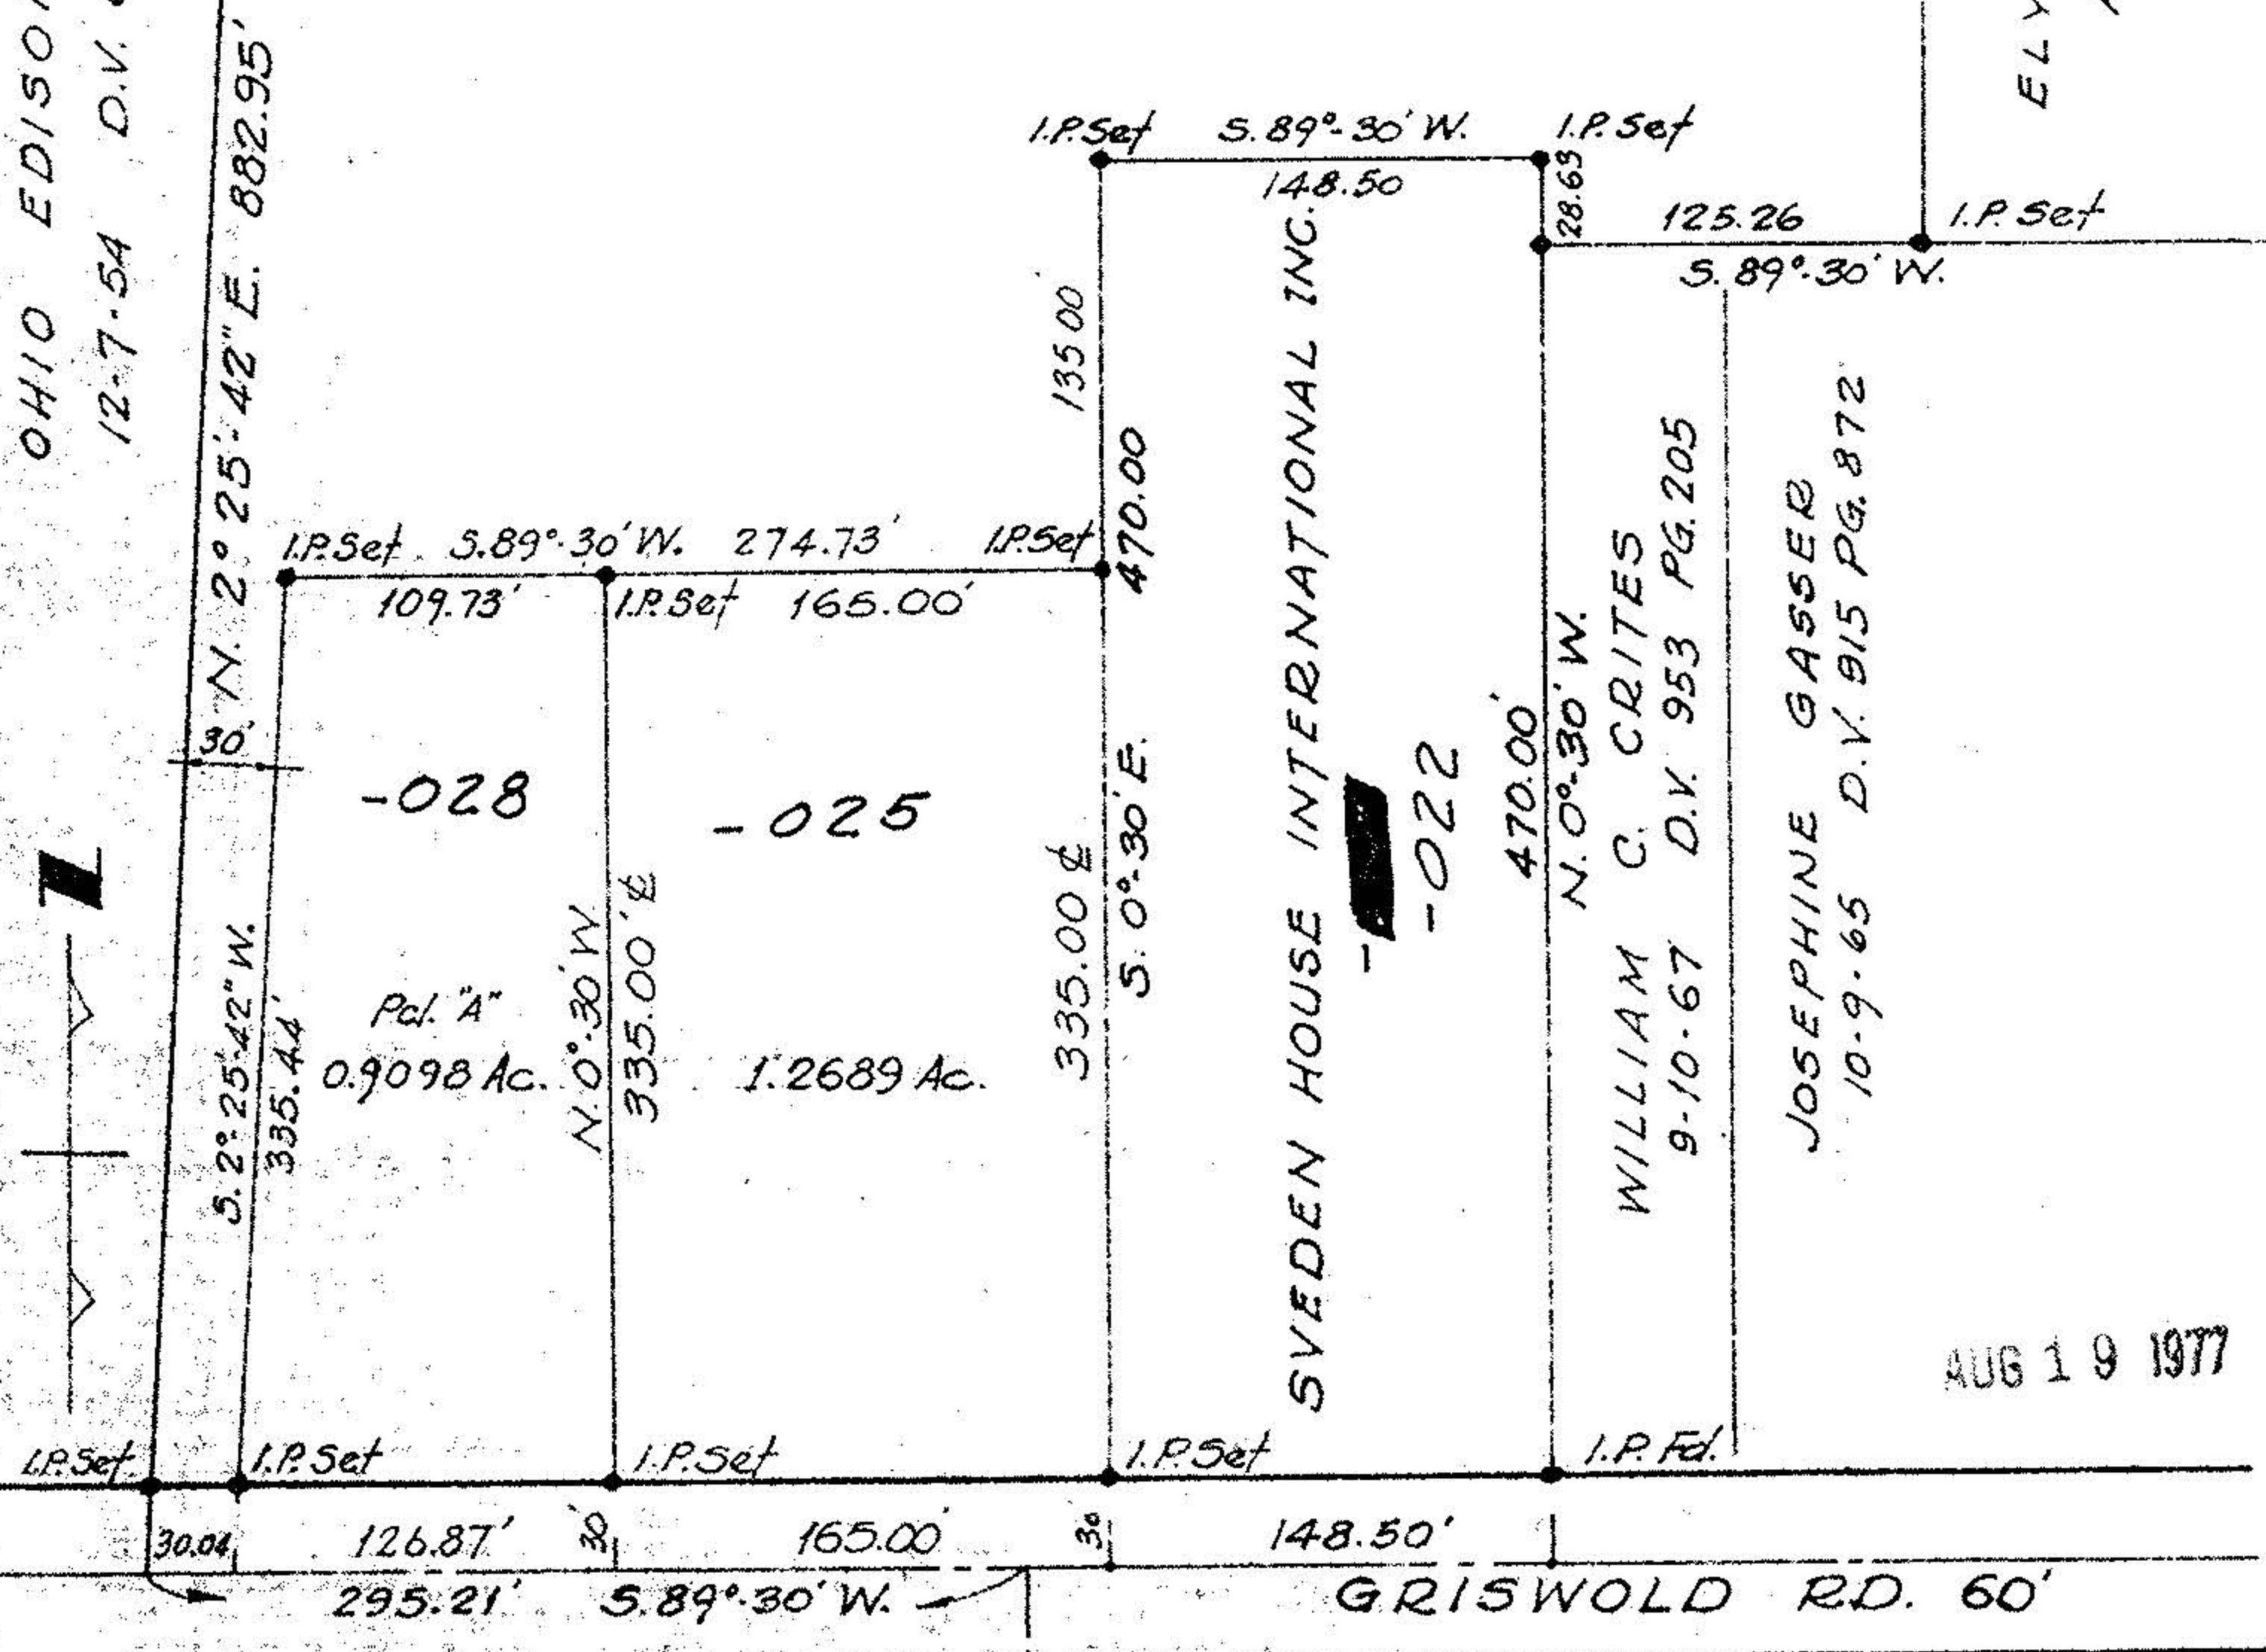 OHIO EDISON
12-7-54 D.V.
N. 2° 25'-42" E. 882.95'
I.P. Set S. 89°-30' W. I.P. Set
148.50
28.63
125.26 I.P. Set
S. 89°-30' W.
ELY
135.00
470.00
I.P. Set S. 89°-30' W. 274.73' I.P. Set
109.73' I.P. Set 165.00'
30'
-028
-025
-022
S. 2°-25'-42" W.
335.44'
Pcl. "A"
0.9098 Ac.
N. 0°-30' W
335.00' ₵
1.2689 Ac.
335.00 ₵
S. 0°-30' E.
SVEDEN HOUSE INTERNATIONAL INC.
470.00'
N. 0°-30' W.
WILLIAM C. CRITES
9-10-67 D.V. 953 PG. 205
JOSEPHINE GASSER
10-9-65 D.V. 915 PG. 872
AUG 19 1977
I.P. Set I.P. Set I.P. Set I.P. Set I.P. Fd.
30.04 126.87' 30 165.00' 30 148.50'
295.21' S. 89°-30' W. GRISWOLD RD. 60'